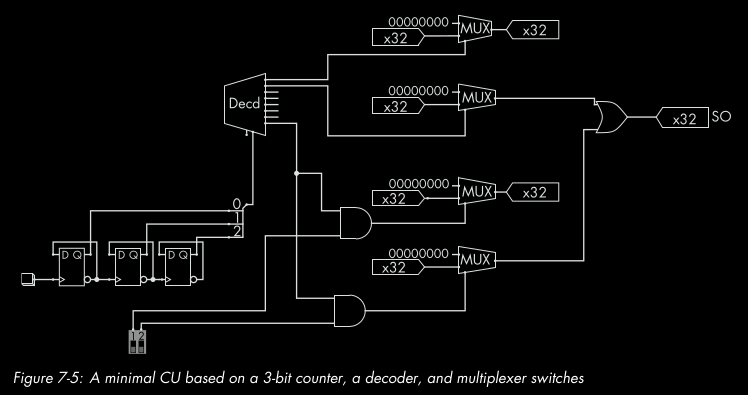 00000000
x32
MUX
x32
Decd
00000000
x32
MUX
x32
SO
00000000
x32
MUX
x32
0
1
2
D Q
D Q
D Q
00000000
x32
MUX
1 2
Figure 7-5: A minimal CU based on a 3-bit counter, a decoder, and multiplexer switches